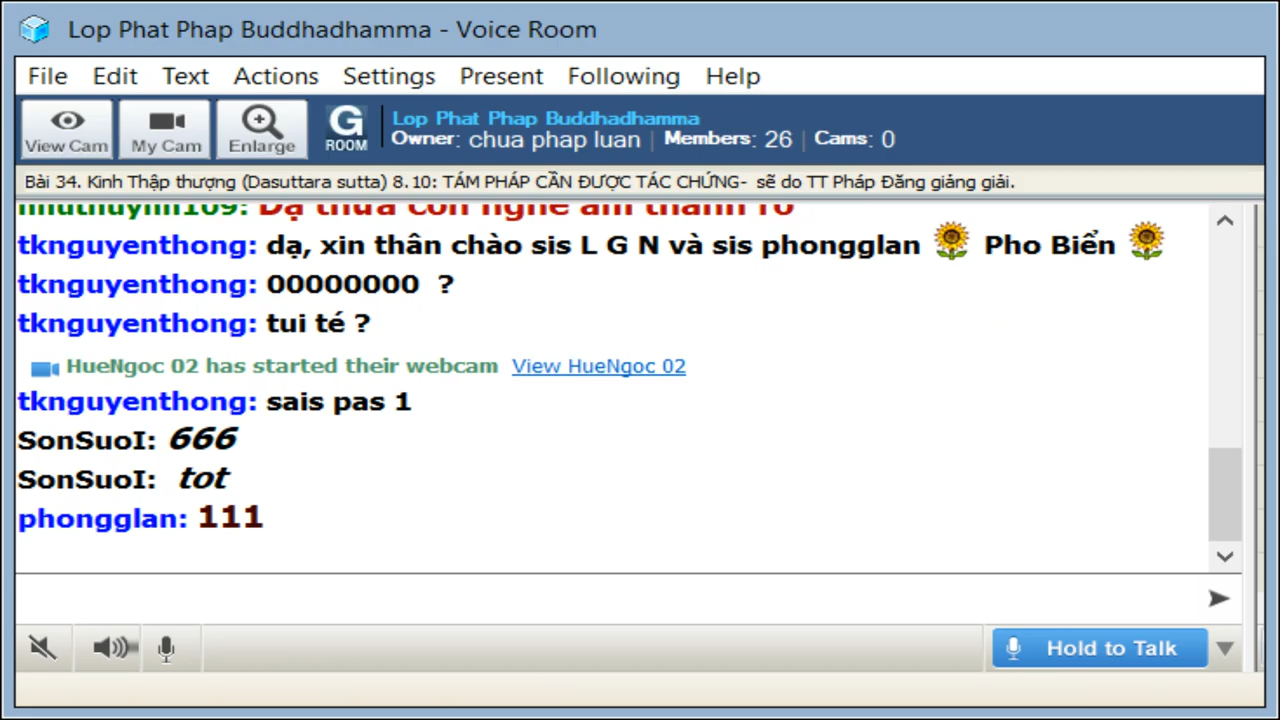 Lop Phat Phap Buddhadhamma - Voice Room
File Edit Text Actions Settings Present Following Help
View Cam My Cam Enlarge G ROOM
Lop Phat Phap Buddhadhamma
Owner: chua phap luan | Members: 26 | Cams: 0
Bài 34. Kinh Thập thượng (Dasuttara sutta) 8.10: TÁM PHÁP CẦN ĐƯỢC TÁC CHỨNG- sẽ do TT Pháp Đăng giảng giải.
tknguyenthong: dạ, xin thân chào sis L G N và sis phongglan Pho Biển
tknguyenthong: 00000000 ?
tknguyenthong: tui té ?
HueNgoc 02 has started their webcam View HueNgoc 02
tknguyenthong: sais pas 1
SonSuoI: 666
SonSuoI: tot
phongglan: 111
Hold to Talk